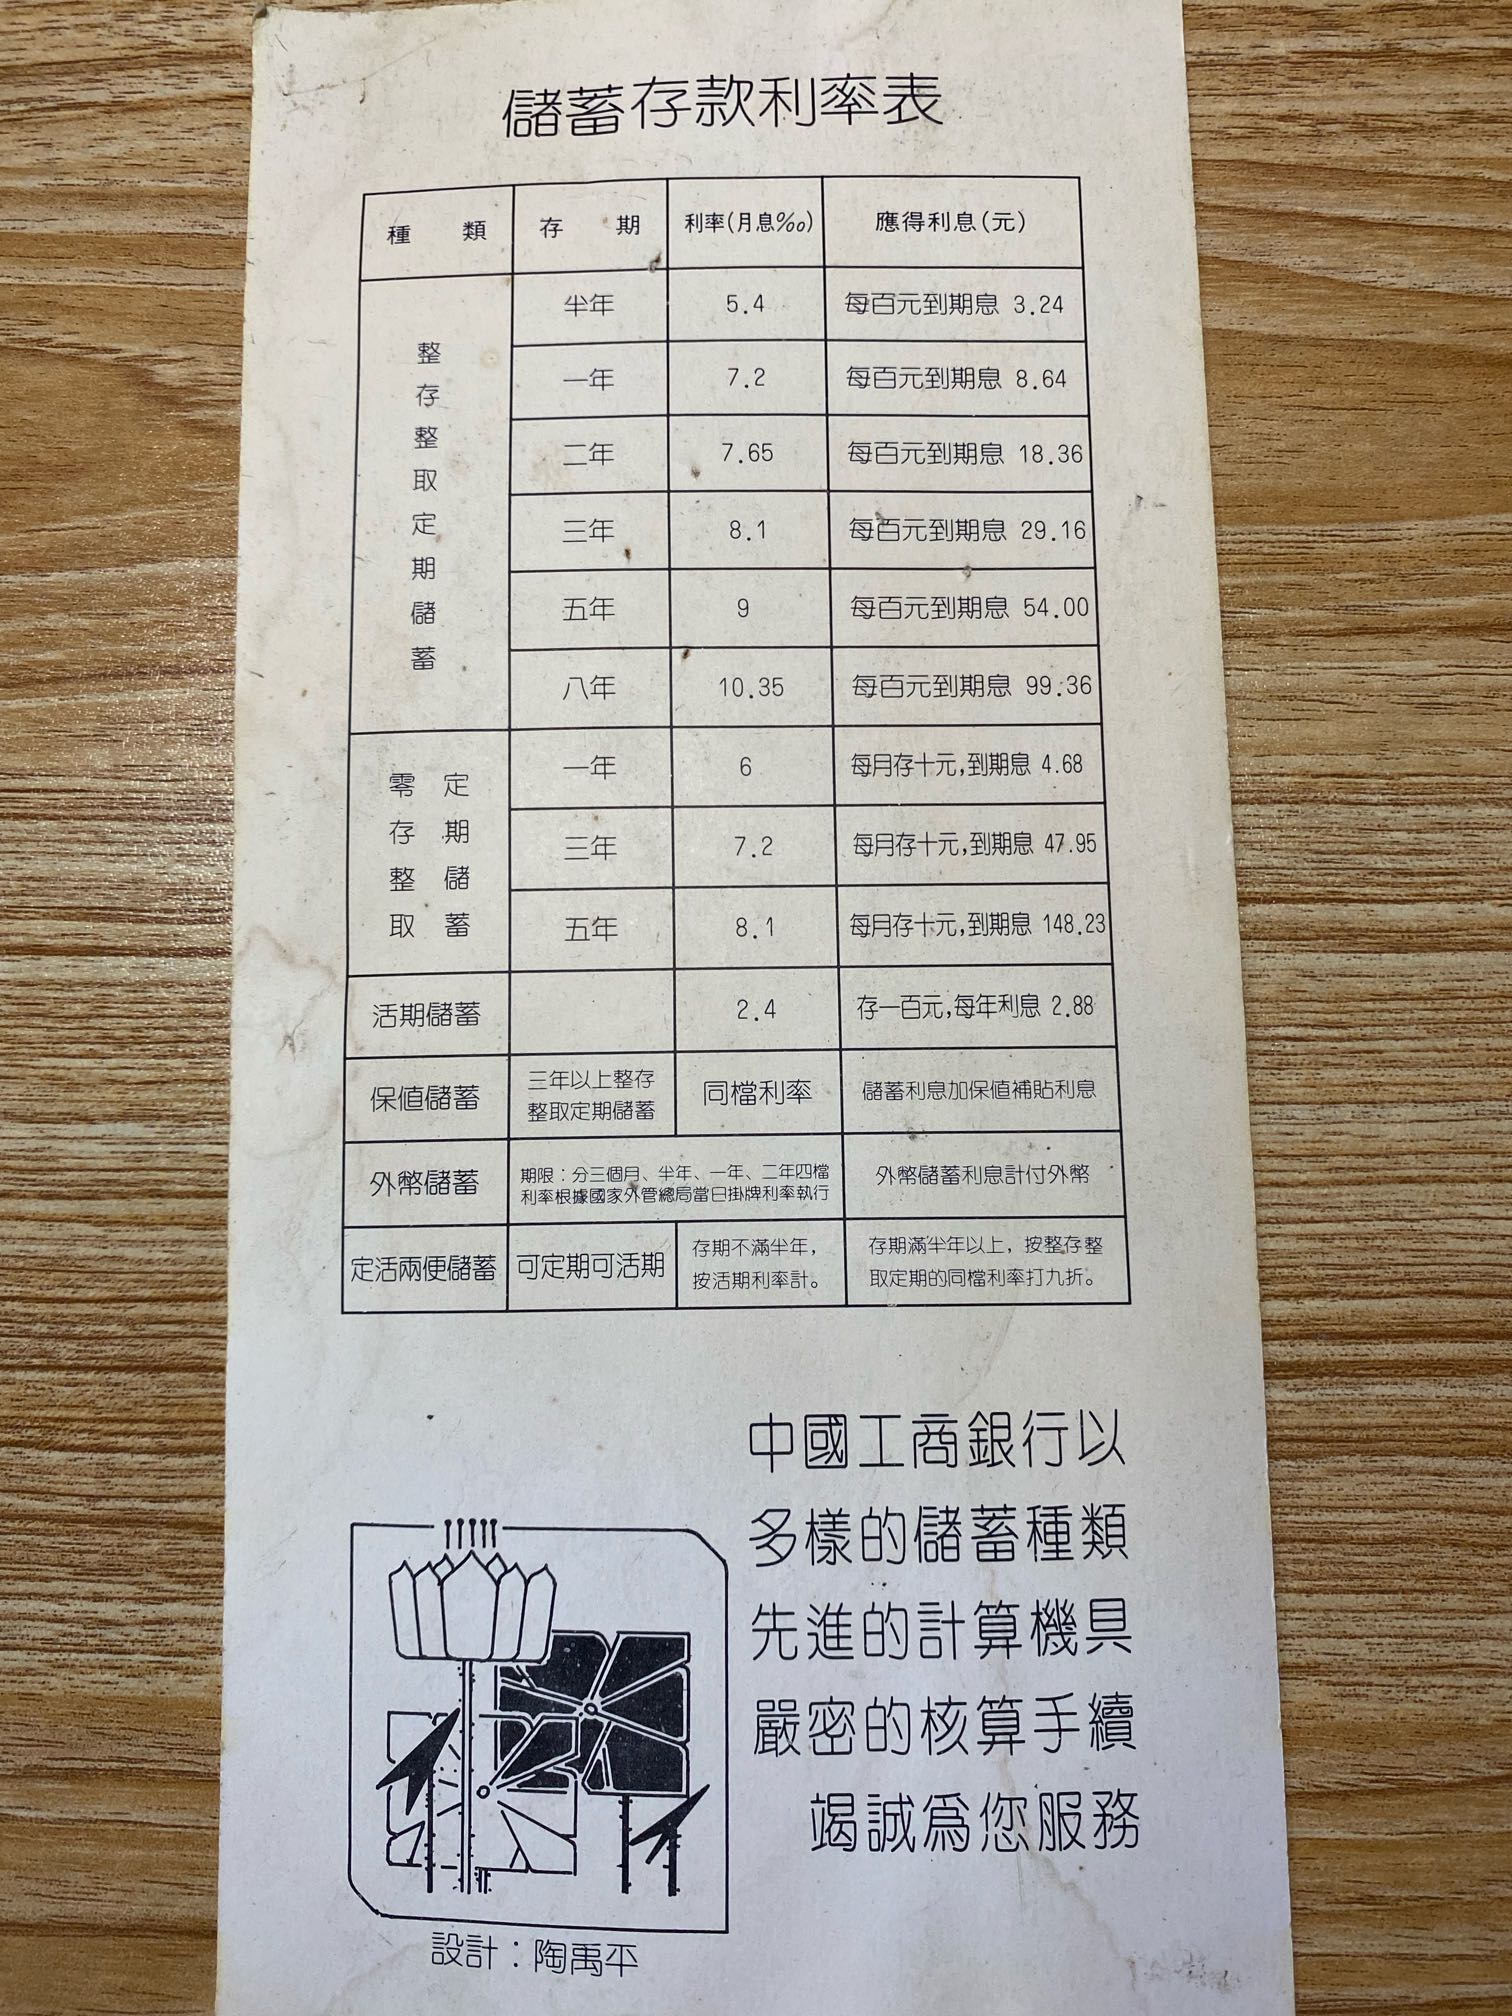 儲蓄存款利率表
種類 存期 利率(月息‰) 應得利息(元)
整存整取定期儲蓄
半年 5.4 每百元到期息 3.24
一年 7.2 每百元到期息 8.64
二年 7.65 每百元到期息 18.36
三年 8.1 每百元到期息 29.16
五年 9 每百元到期息 54.00
八年 10.35 每百元到期息 99.36
零存整取
定期儲蓄
一年 6 每月存十元,到期息 4.68
三年 7.2 每月存十元,到期息 47.95
五年 8.1 每月存十元,到期息 148.23
活期儲蓄 2.4 存一百元,每年利息 2.88
保值儲蓄
三年以上整存
整取定期儲蓄
同檔利率
儲蓄利息加保值補貼利息
外幣儲蓄
期限：分三個月、半年、一年、二年四檔
利率根據國家外管總局當日掛牌利率執行
外幣儲蓄利息計付外幣
定活兩便儲蓄
可定期可活期
存期不滿半年，
按活期利率計。
存期滿半年以上，按整存整
取定期的同檔利率打九折。
中國工商銀行以
多樣的儲蓄種類
先進的計算機具
嚴密的核算手續
竭誠爲您服務
設計：陶禹平